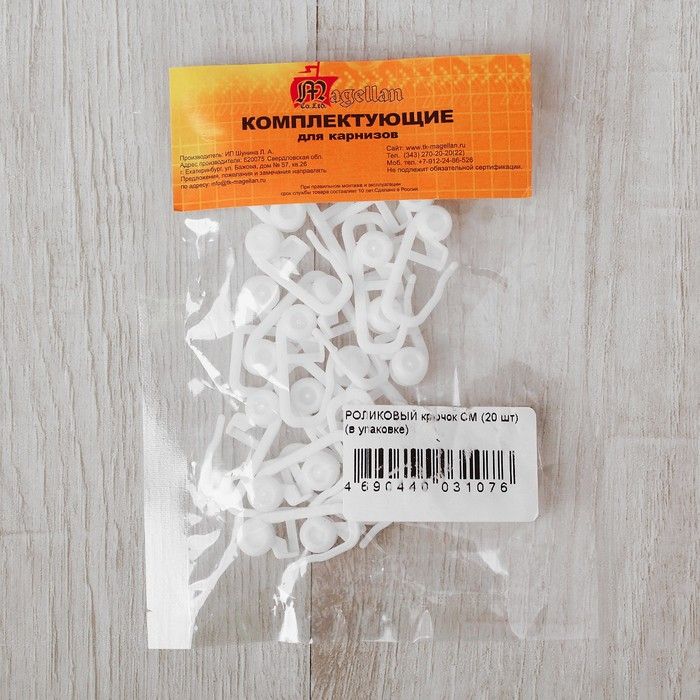 Magellan
Co. Ltd.
КОМПЛЕКТУЮЩИЕ
для карнизов
Производитель: ИП Шунина Л. А.
Адрес производителя: 620075 Свердловская обл.
г. Екатеринбург, ул. Бажова, дом № 57, кв 26
Предложения, пожелания и замечания направлять
по адресу: info@tk-magellan.ru
Сайт: www.tk-magellan.ru
Тел. (343) 270-20-20(22)
Моб. тел. +7-912-24-86-526
Не подлежит обязательной сертификации.
При правильном монтаже и эксплуатации
срок службы товара составляет 10 лет.Сделано в России.
РОЛИКОВЫЙ крючок СМ (20 шт)
(в упаковке)
4 690440 031076